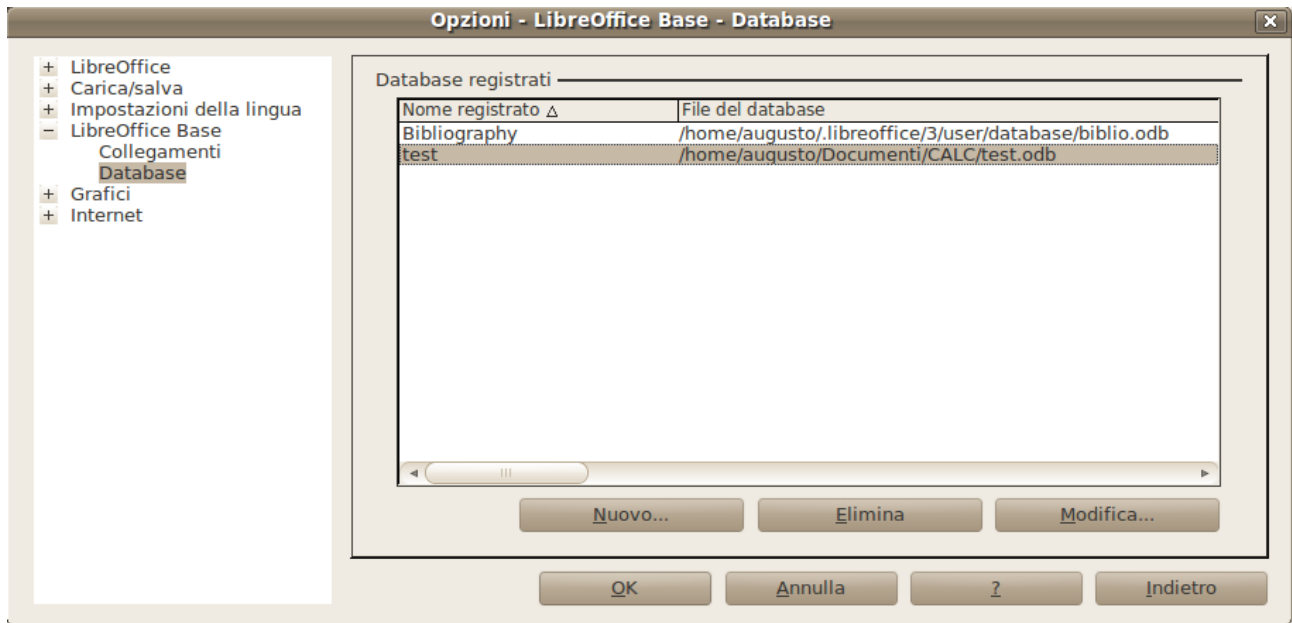 Opzioni - LibreOffice Base - Database
LibreOffice
Carica/salva
Impostazioni della lingua
LibreOffice Base
Collegamenti
Database
Grafici
Internet
Database registrati
Nome registrato File del database
Bibliography /home/augusto/.libreoffice/3/user/database/biblio.odb
test /home/augusto/Documenti/CALC/test.odb
Nuovo... Elimina Modifica...
OK Annulla ? Indietro